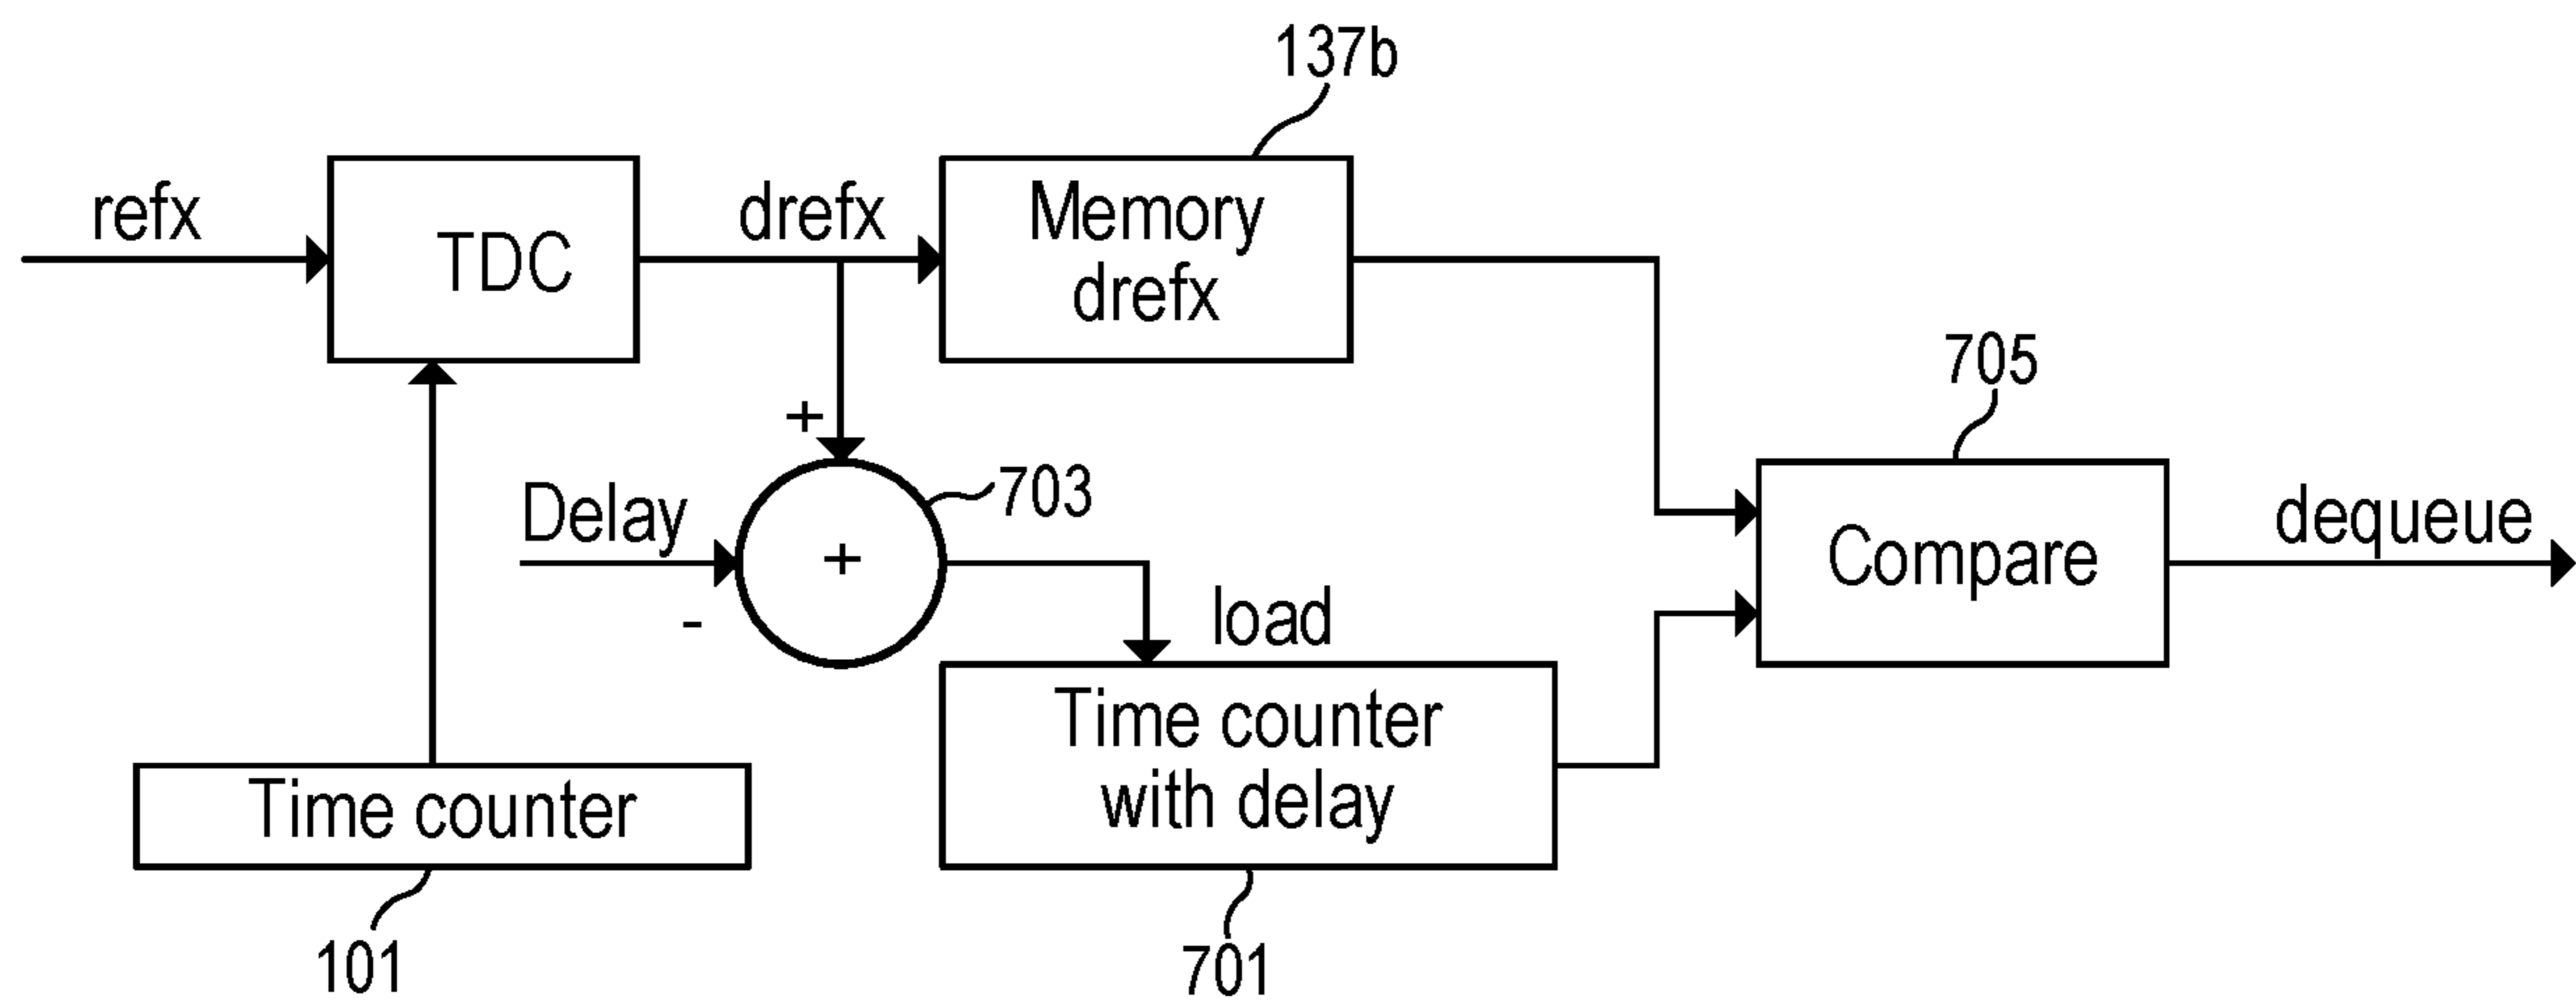 137b
refx
TDC
drefx
Memory
drefx
705
+
Delay
703
+
-
Compare
dequeue
load
Time counter
with delay
Time counter
101
701